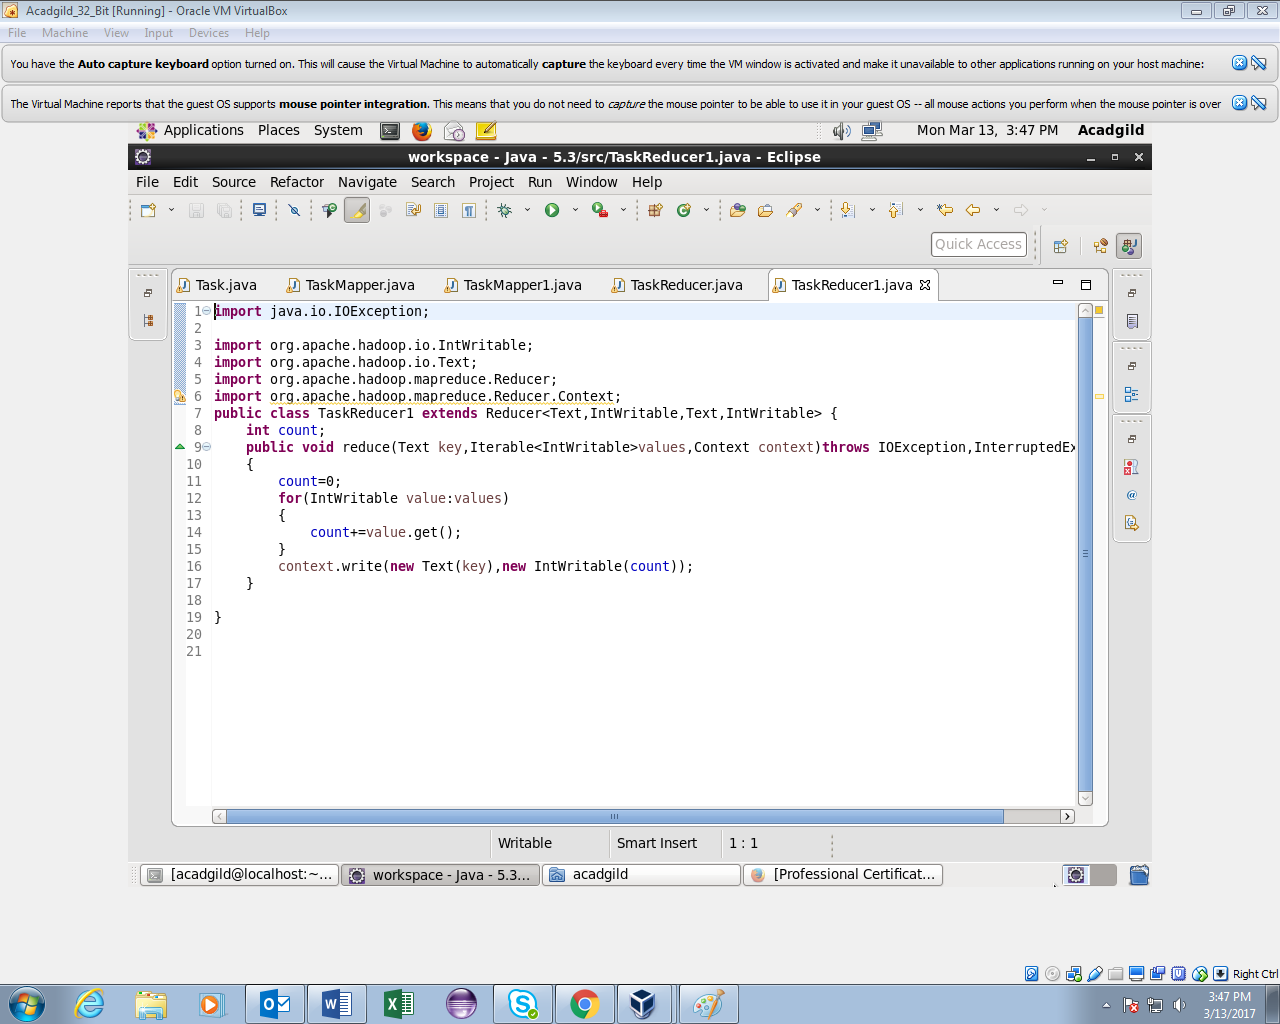 Acadgild_32_Bit [Running] - Oracle VM VirtualBox
File Machine View Input Devices Help
You have the Auto capture keyboard option turned on. This will cause the Virtual Machine to automatically capture the keyboard every time the VM window is activated and make it unavailable to other applications running on your host machine:
The Virtual Machine reports that the guest OS supports mouse pointer integration. This means that you do not need to capture the mouse pointer to be able to use it in your guest OS -- all mouse actions you perform when the mouse pointer is over
Applications Places System Mon Mar 13, 3:47 PM Acadgild
workspace - Java - 5.3/src/TaskReducer1.java - Eclipse
File Edit Source Refactor Navigate Search Project Run Window Help
Quick Access
Task.java TaskMapper.java TaskMapper1.java TaskReducer.java TaskReducer1.java
1 import java.io.IOException;
2
3 import org.apache.hadoop.io.IntWritable;
4 import org.apache.hadoop.io.Text;
5 import org.apache.hadoop.mapreduce.Reducer;
6 import org.apache.hadoop.mapreduce.Reducer.Context;
7 public class TaskReducer1 extends Reducer<Text,IntWritable,Text,IntWritable> {
8 int count;
9 public void reduce(Text key,Iterable<IntWritable>values,Context context)throws IOException,InterruptedEx
10 {
11 count=0;
12 for(IntWritable value:values)
13 {
14 count+=value.get();
15 }
16 context.write(new Text(key),new IntWritable(count));
17 }
18
19 }
20
21
Writable Smart Insert 1 : 1
[acadgild@localhost:~... workspace - Java - 5.3... acadgild [Professional Certificat...
Right Ctrl
3:47 PM
3/13/2017